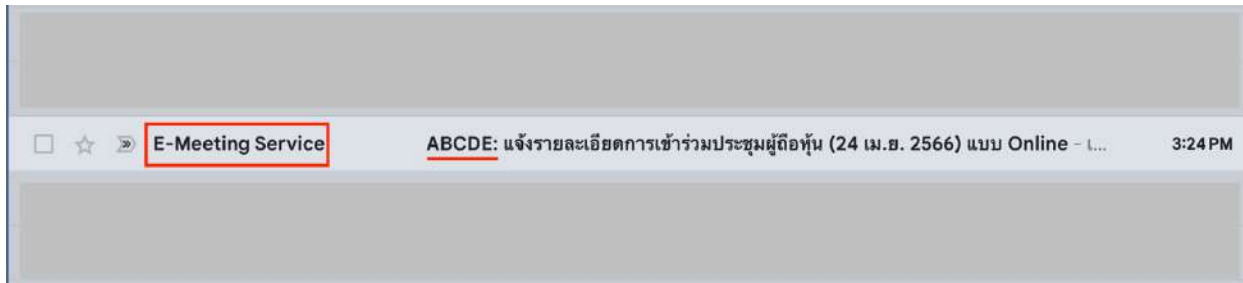 E-Meeting Service ABCDE: แจ้งรายละเอียดการเข้าร่วมประชุมผู้ถือหุ้น (24 เม.ย. 2566) แบบ Online - เ... 3:24 PM